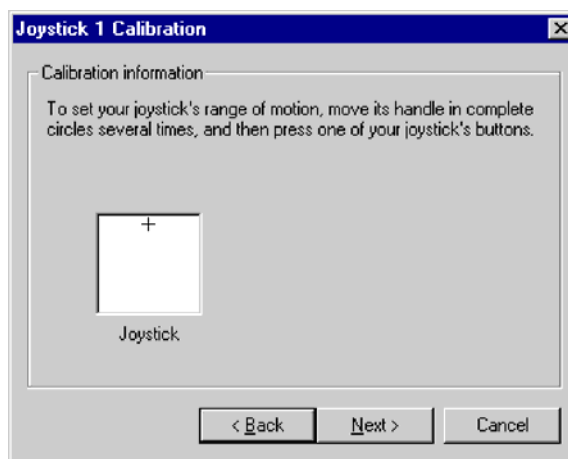 Joystick 1 Calibration
Calibration information
To set your joystick's range of motion, move its handle in complete
circles several times, and then press one of your joystick's buttons.
Joystick
< Back
Next >
Cancel